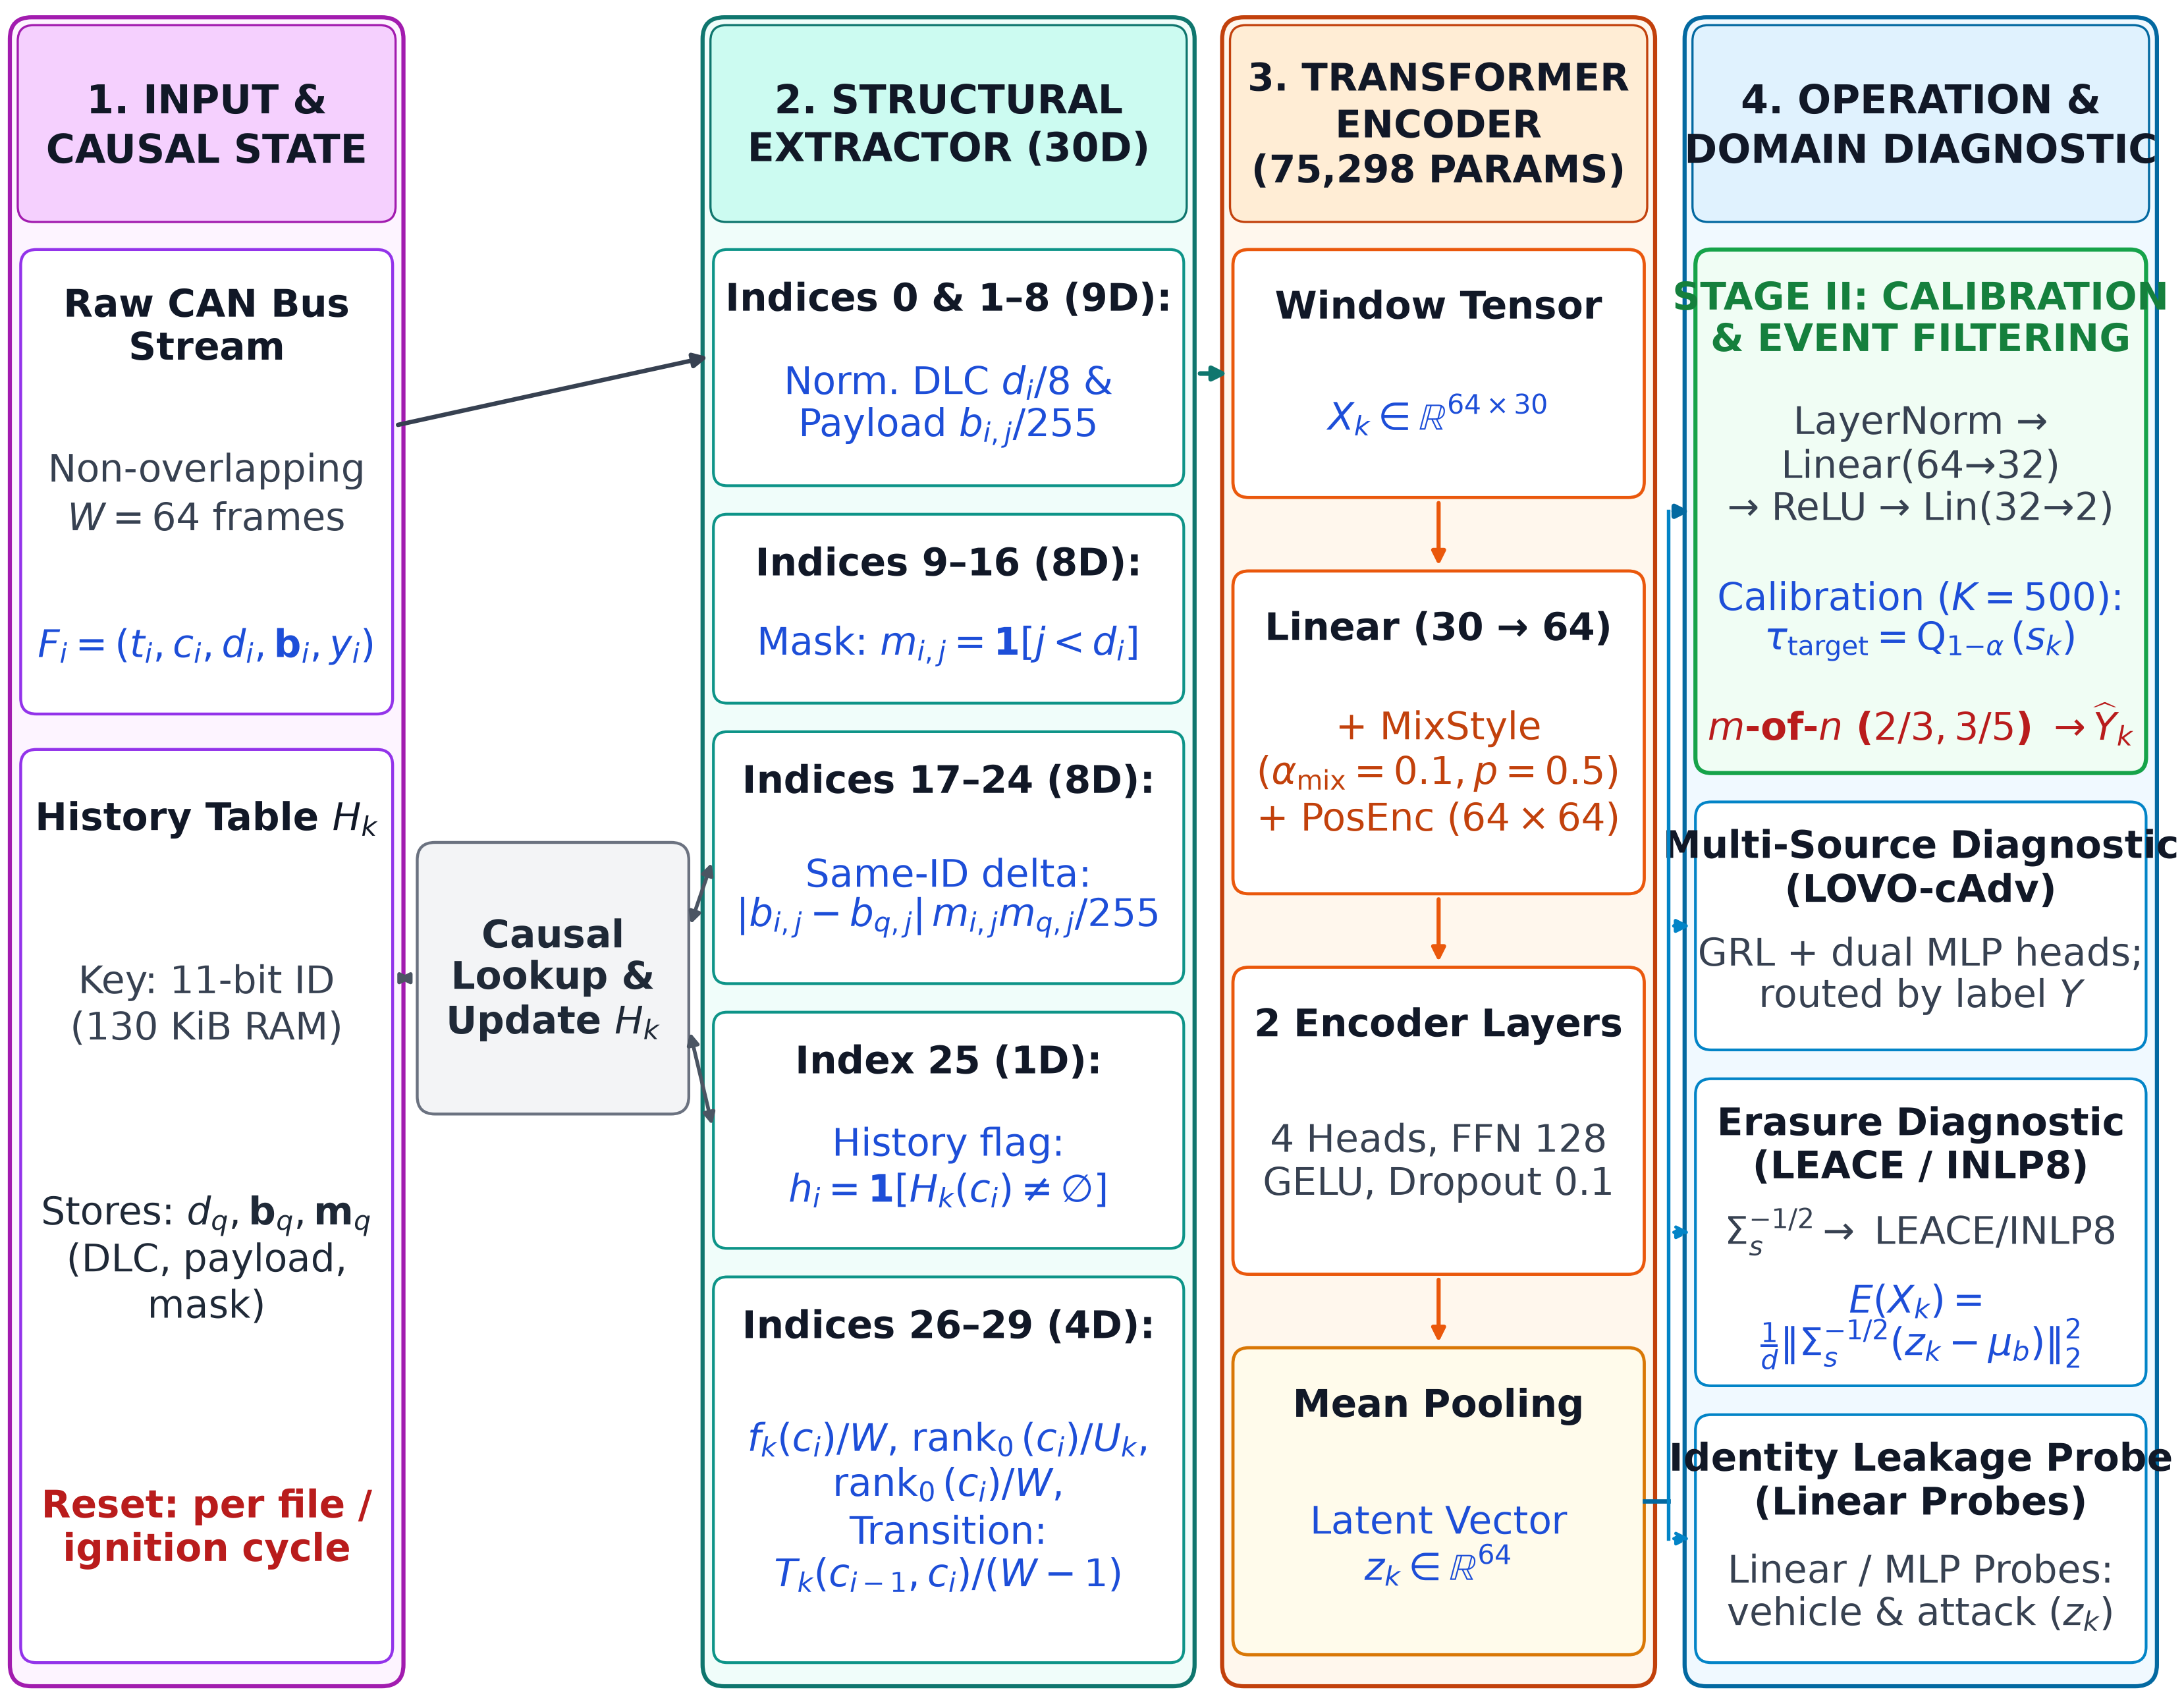 1. INPUT &
CAUSAL STATE
Raw CAN Bus
Stream
Non-overlapping
W = 64 frames
F_i = (t_i, c_i, d_i, b_i, y_i)
History Table H_k
Key: 11-bit ID
(130 KiB RAM)
Stores: d_q, b_q, m_q
(DLC, payload,
mask)
Reset: per file /
ignition cycle
Causal
Lookup &
Update H_k
2. STRUCTURAL
EXTRACTOR (30D)
Indices 0 & 1–8 (9D):
Norm. DLC d_i/8 &
Payload b_{i,j}/255
Indices 9–16 (8D):
Mask: m_{i,j} = 1[j < d_i]
Indices 17–24 (8D):
Same-ID delta:
|b_{i,j} − b_{q,j}| m_{i,j}m_{q,j}/255
Index 25 (1D):
History flag:
h_i = 1[H_k(c_i) ≠ ∅]
Indices 26–29 (4D):
f_k(c_i)/W, rank_0 (c_i)/U_k,
rank_0 (c_i)/W,
Transition:
T_k(c_{i−1}, c_i)/(W − 1)
3. TRANSFORMER
ENCODER
(75,298 PARAMS)
Window Tensor
X_k ∈ ℝ^{64 × 30}
Linear (30 → 64)
+ MixStyle
(α_mix = 0.1, p = 0.5)
+ PosEnc (64 × 64)
2 Encoder Layers
4 Heads, FFN 128
GELU, Dropout 0.1
Mean Pooling
Latent Vector
z_k ∈ ℝ^{64}
4. OPERATION &
DOMAIN DIAGNOSTIC
STAGE II: CALIBRATION
& EVENT FILTERING
LayerNorm →
Linear(64→32)
→ ReLU → Lin(32→2)
Calibration (K = 500):
τ_target = Q_{1−α} (s_k)
m-of-n (2/3, 3/5) → Ŷ_k
Multi-Source Diagnostic
(LOVO-cAdv)
GRL + dual MLP heads;
routed by label Y
Erasure Diagnostic
(LEACE / INLP8)
Σ_s^{−1/2} → LEACE/INLP8
E(X_k) =
1/d ‖Σ_s^{−1/2}(z_k − μ_b)‖_2^2
Identity Leakage Probe
(Linear Probes)
Linear / MLP Probes:
vehicle & attack (z_k)